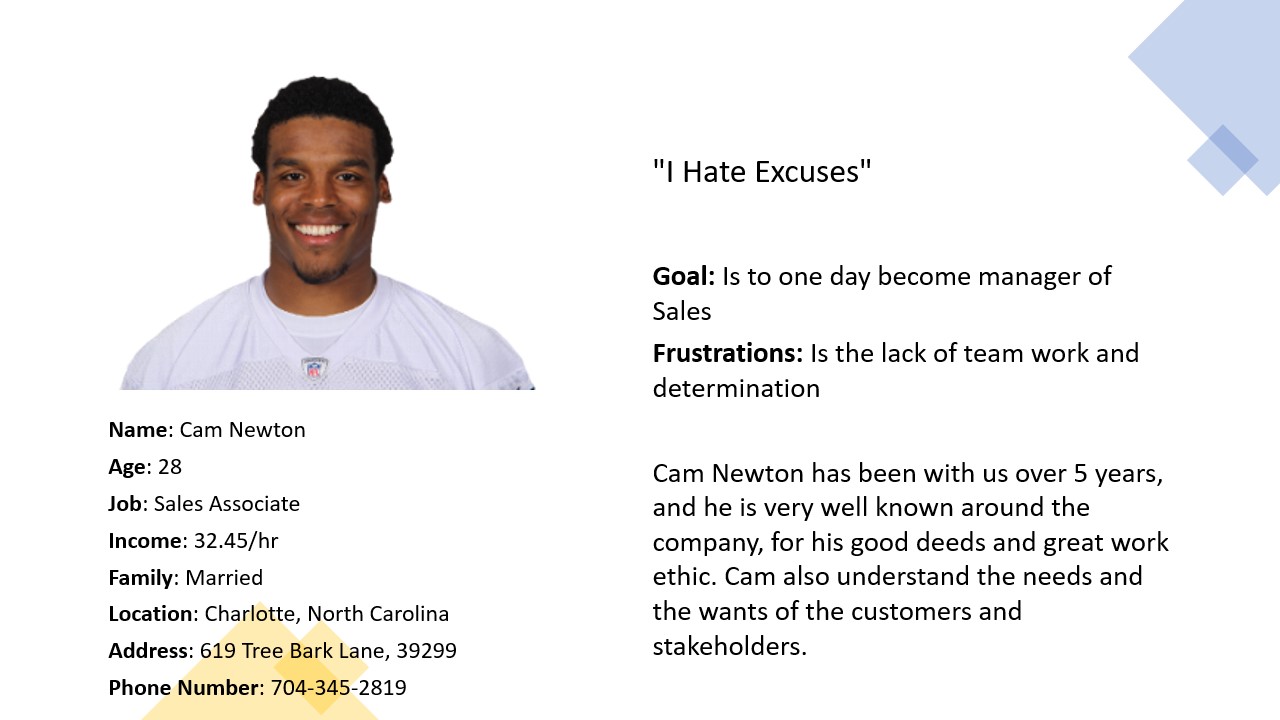 "I Hate Excuses"
Goal: Is to one day become manager of
Sales
Frustrations: Is the lack of team work and
determination
Name: Cam Newton
Age: 28
Job: Sales Associate
Income: 32.45/hr
Family: Married
Location: Charlotte, North Carolina
Address: 619 Tree Bark Lane, 39299
Phone Number: 704-345-2819
Cam Newton has been with us over 5 years,
and he is very well known around the
company, for his good deeds and great work
ethic. Cam also understand the needs and
the wants of the customers and
stakeholders.